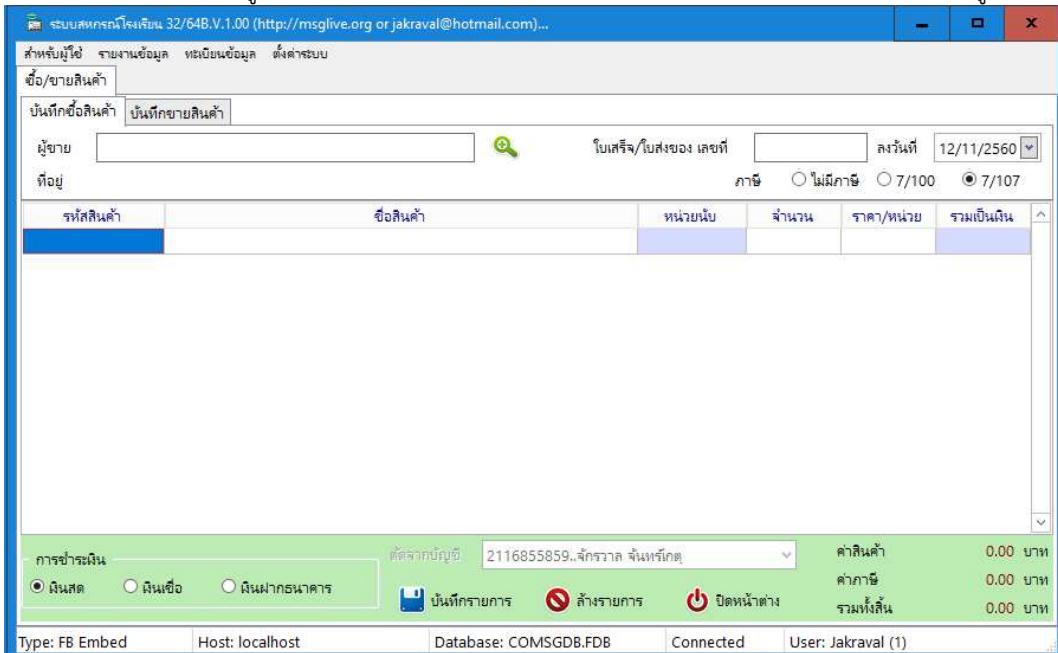 ระบบสหกรณ์โรงเรียน 32/64B.V.1.00 (http://msglive.org or jakraval@hotmail.com)...
สำหรับผู้ใช้ รายงานข้อมูล ทะเบียนข้อมูล ตั้งค่าระบบ
ซื้อ/ขายสินค้า
บันทึกซื้อสินค้า บันทึกขายสินค้า
ผู้ขาย ใบเสร็จ/ใบส่งของ เลขที่ ลงวันที่ 12/11/2560
ที่อยู่ ภาษี ไม่มีภาษี 7/100 7/107
รหัสสินค้า ชื่อสินค้า หน่วยนับ จำนวน ราคา/หน่วย รวมเป็นเงิน
การชำระเงิน ตัดจากบัญชี 2116855859..จักรวาล จันทรีกตุ ค่าสินค้า 0.00 บาท
เงินสด เงินเชื่อ เงินฝากธนาคาร ค่าภาษี 0.00 บาท
บันทึกรายการ ล้างรายการ ปิดหน้าต่าง รวมทั้งสิ้น 0.00 บาท
Type: FB Embed Host: localhost Database: COMSGDB.FDB Connected User: Jakraval (1)